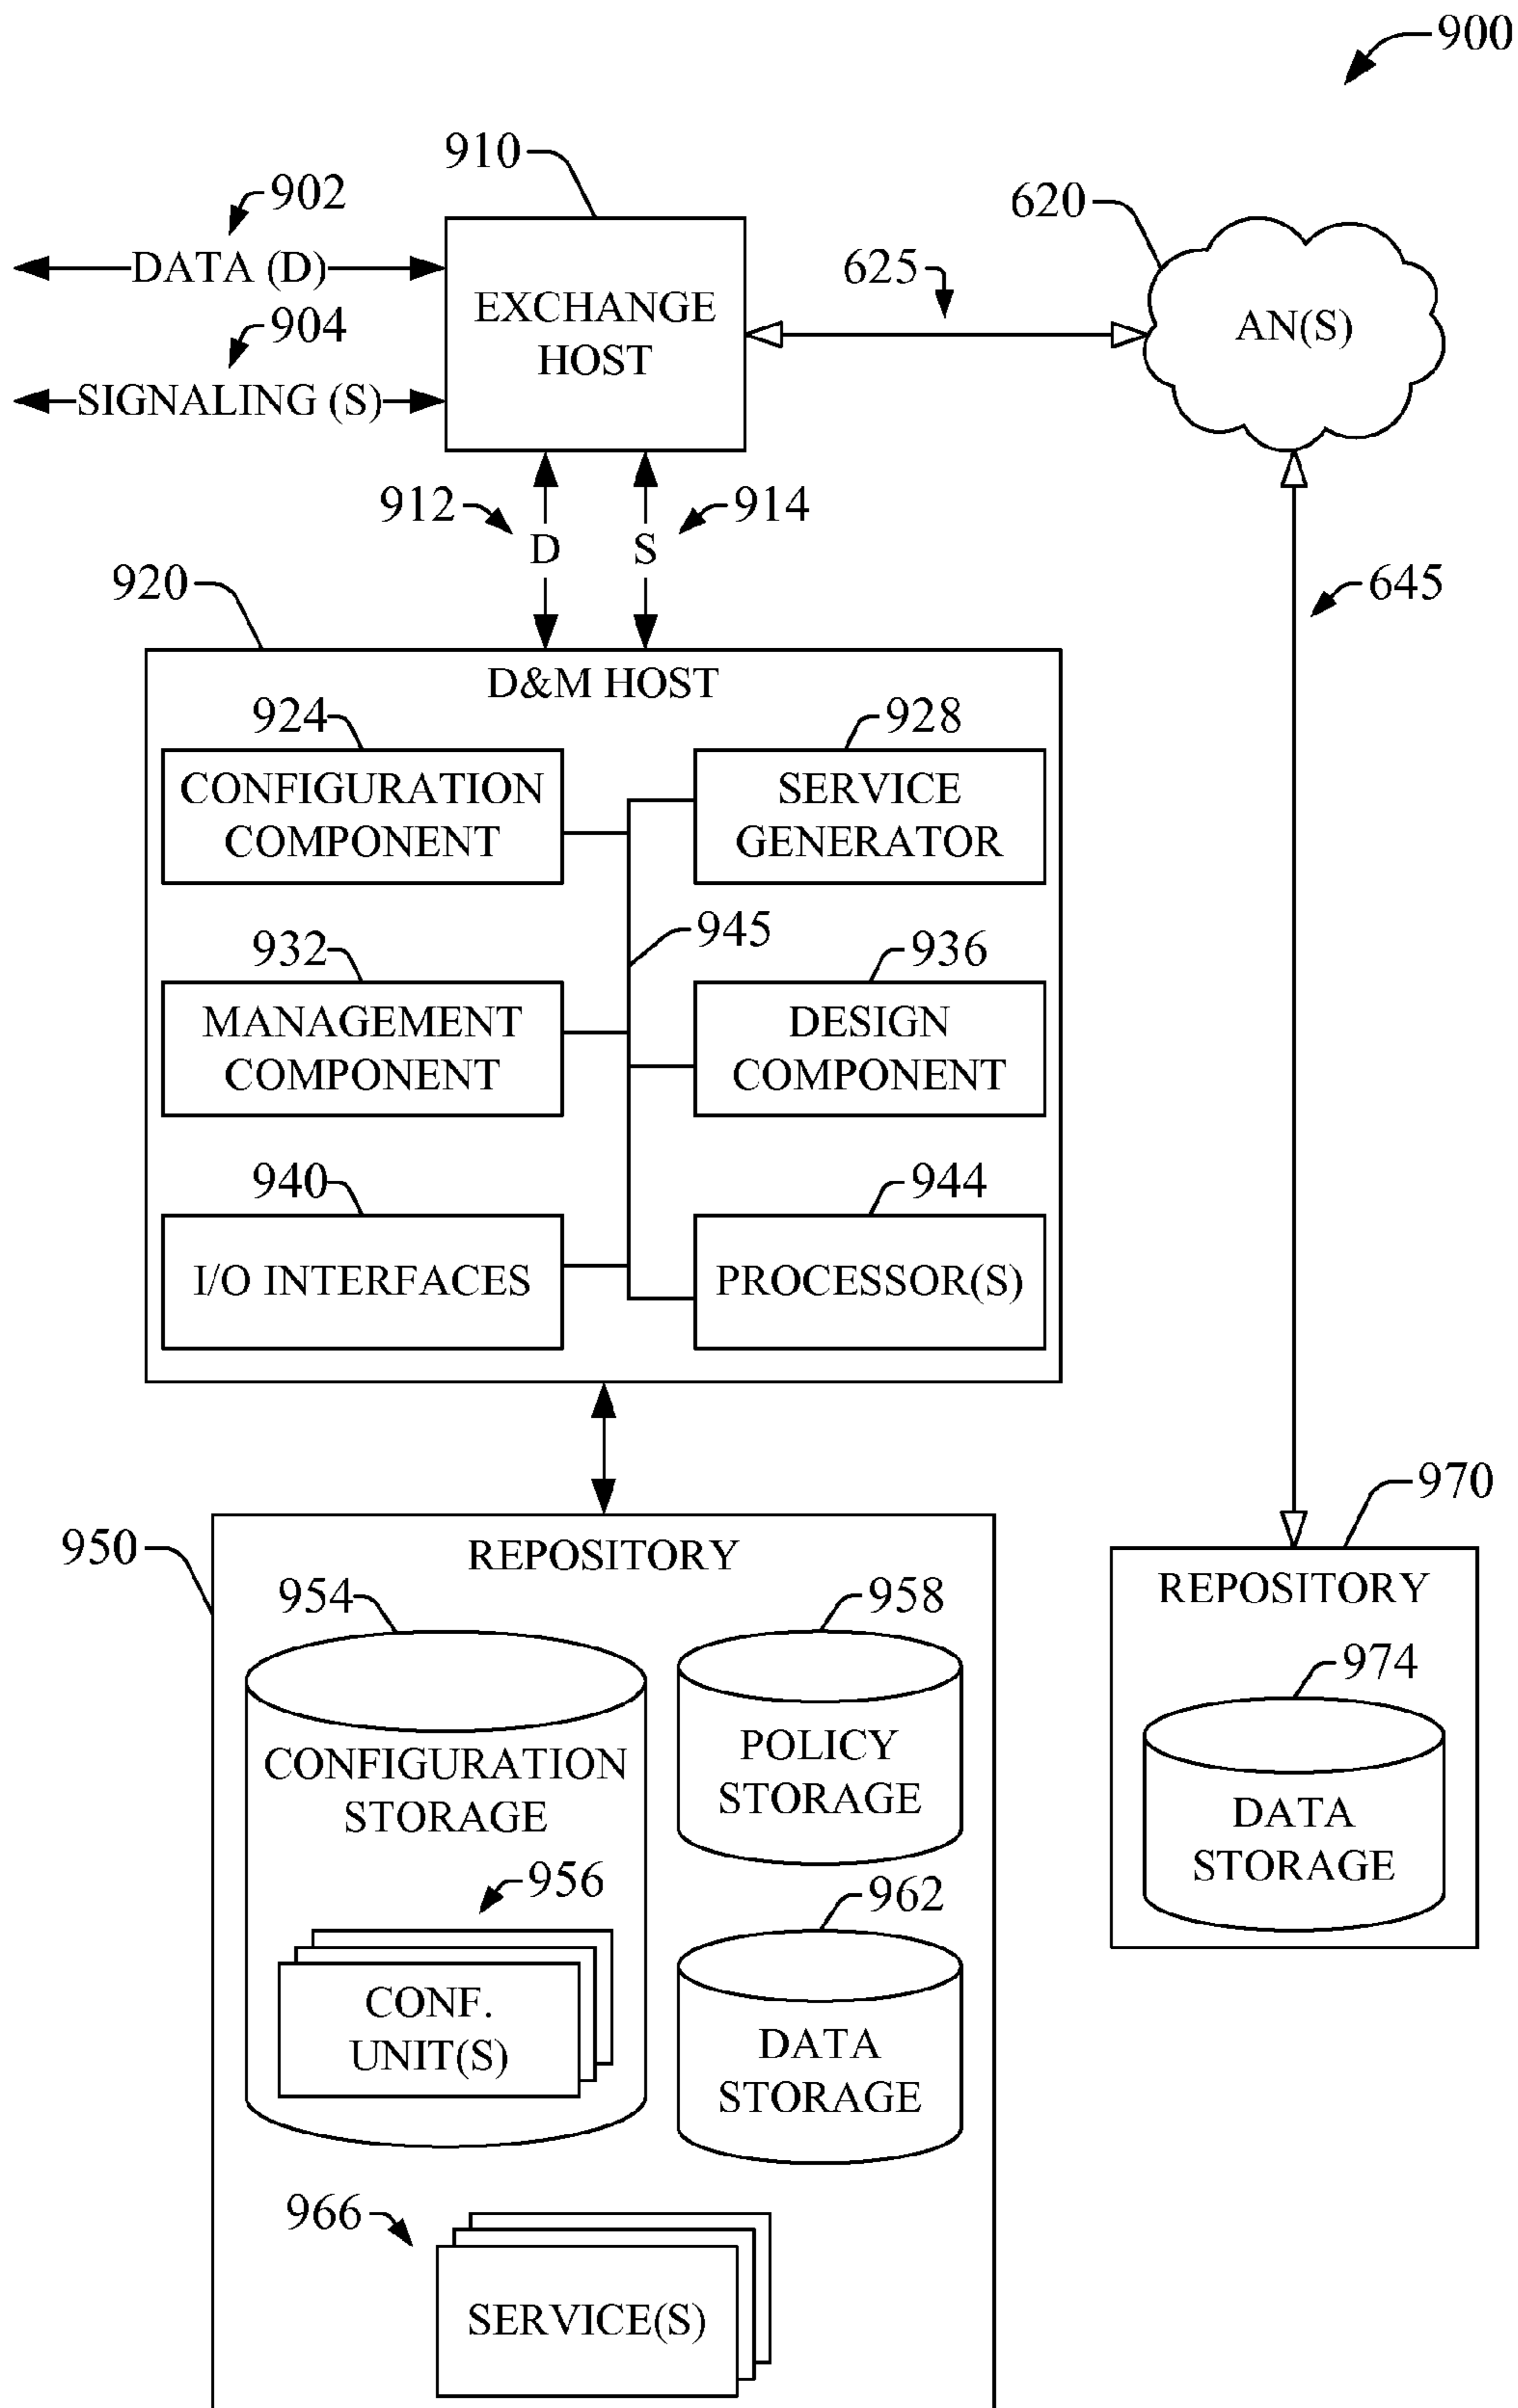 900
910
902
620
DATA (D)
625
EXCHANGE
HOST
AN(S)
904
SIGNALING (S)
912
914
D
S
920
645
D&M HOST
924
928
CONFIGURATION
COMPONENT
SERVICE
GENERATOR
945
932
936
MANAGEMENT
COMPONENT
DESIGN
COMPONENT
940
944
I/O INTERFACES
PROCESSOR(S)
970
950
REPOSITORY
REPOSITORY
954
958
974
CONFIGURATION
STORAGE
POLICY
STORAGE
DATA
STORAGE
956
962
CONF.
UNIT(S)
DATA
STORAGE
966
SERVICE(S)